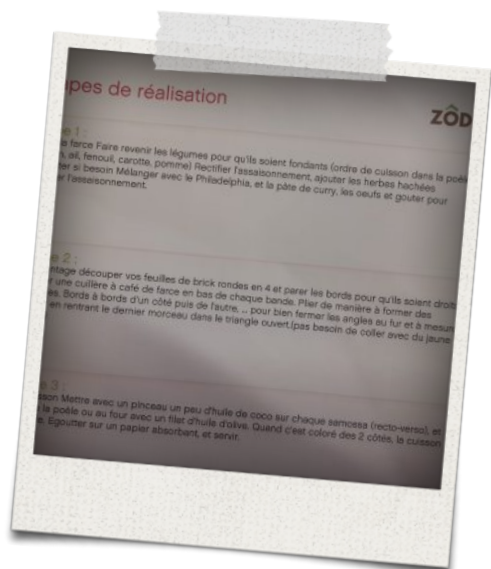 pes de réalisation
ZÔD
e 1 :
farce Faire revenir les légumes pour qu'ils soient fondants (ordre de cuisson dans la poêle
ail, fenouil, carotte, pomme) Rectifier l'assaisonnement, ajouter les herbes hachées
si besoin Mélanger avec le Philadelphia, et la pâte de curry, les oeufs et gouter pour
l'assaisonnement.
e 2 :
ntage découper vos feuilles de brick rondes en 4 et parer les bords pour qu'ils soient droits
une cuillère à café de farce en bas de chaque bande. Plier de manière à former des
es. Bords à bords d'un côté puis de l'autre, .. pour bien fermer les angles au fur et à mesure
en rentrant le dernier morceau dans le triangle ouvert.(pas besoin de coller avec du jaune
e 3 :
sson Mettre avec un pinceau un peu d'huile de coco sur chaque samossa (recto-verso), et
la poêle ou au four avec un filet d'huile d'olive. Quand c'est coloré des 2 côtés, la cuisson
e. Egoutter sur un papier absorbant, et servir.